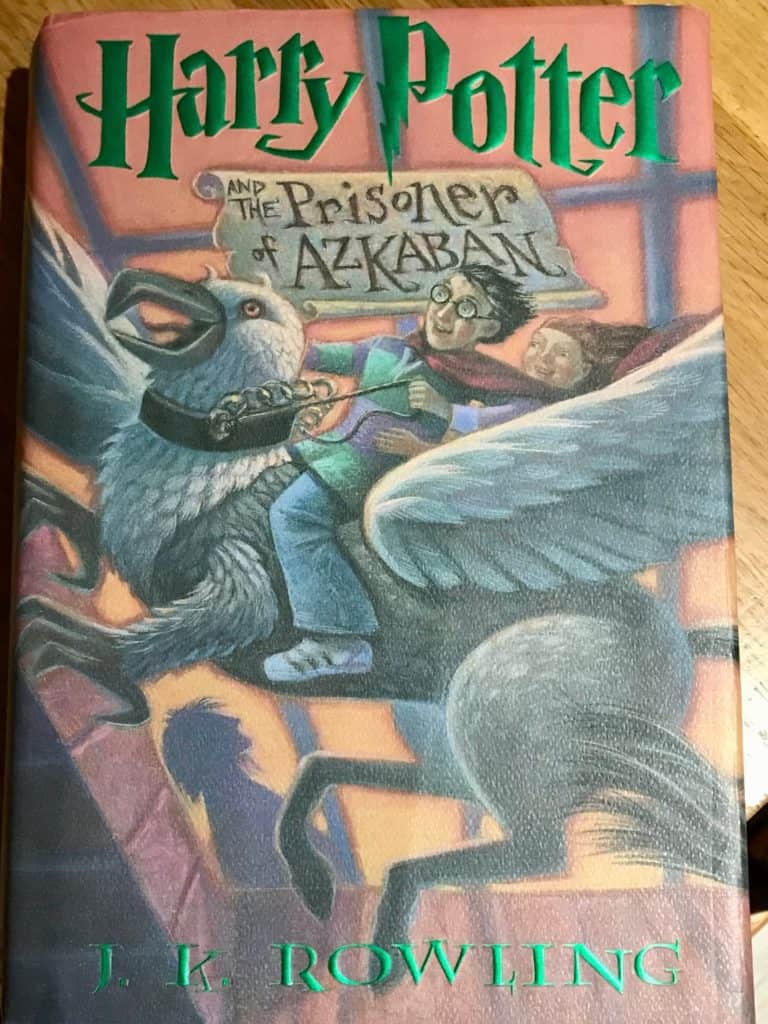 Harry Potter
AND THE Prisoner
of AZKABAN
J. K. ROWLING